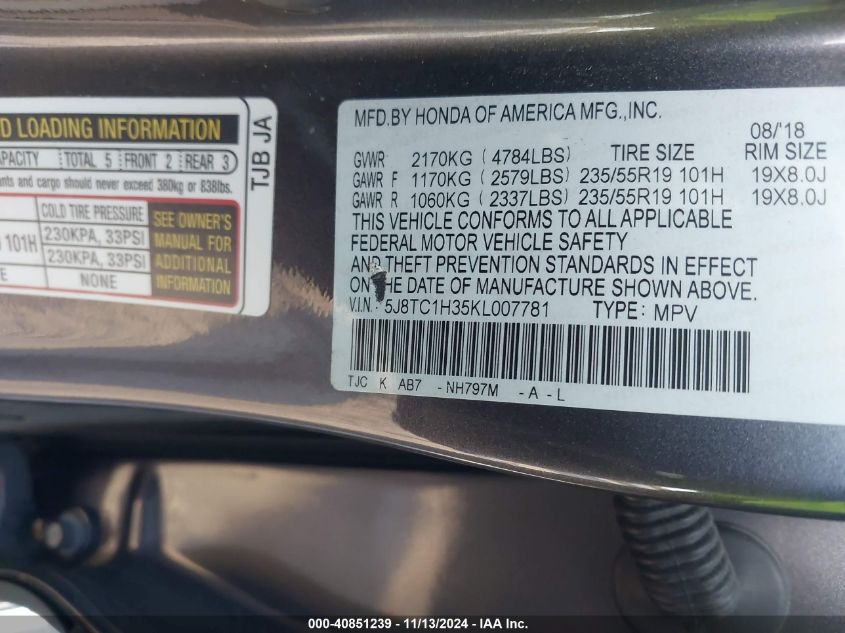 D LOADING INFORMATION
APACITY TOTAL 5 FRONT 2 REAR 3
ants and cargo should never exceed 380kg or 838lbs.
COLD TIRE PRESSURE
101H 230KPA, 33PSI
230KPA, 33PSI
NONE
SEE OWNER'S
MANUAL FOR
ADDITIONAL
INFORMATION
TJB JA
MFD.BY HONDA OF AMERICA MFG.,INC.
08/'18
GVWR 2170KG (4784LBS) TIRE SIZE RIM SIZE
GAWR F 1170KG (2579LBS) 235/55R19 101H 19X8.0J
GAWR R 1060KG (2337LBS) 235/55R19 101H 19X8.0J
THIS VEHICLE CONFORMS TO ALL APPLICABLE
FEDERAL MOTOR VEHICLE SAFETY
AND THEFT PREVENTION STANDARDS IN EFFECT
ON THE DATE OF MANUFACTURE SHOWN ABOVE.
V.I.N.: 5J8TC1H35KL007781 TYPE: MPV
TJC K AB7 - NH797M - A - L
000-40851239 - 11/13/2024 - IAA Inc.